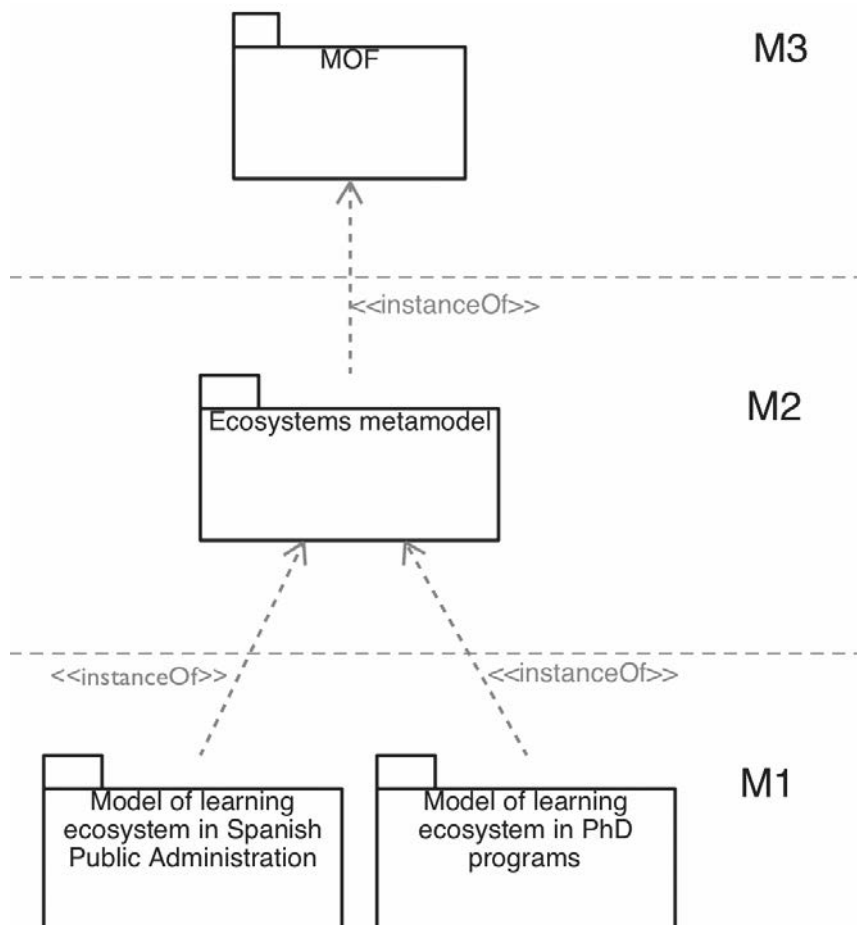 MOF
M3
<<instanceOf>>
Ecosystems metamodel
M2
<<instanceOf>>
<<instanceOf>>
Model of learning
ecosystem in Spanish
Public Administration
Model of learning
ecosystem in PhD
programs
M1